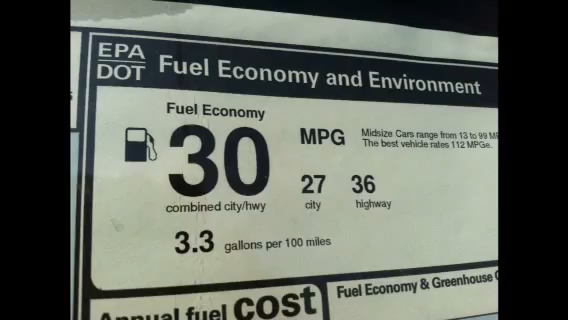 EPA
DOT
Fuel Economy and Environment
Fuel Economy
30
MPG
Midsize Cars range from 13 to 99
The best vehicle rates 112 MPGe.
27
city
36
highway
combined city/hwy
3.3 gallons per 100 miles
Annual fuel cost
Fuel Economy & Greenhouse